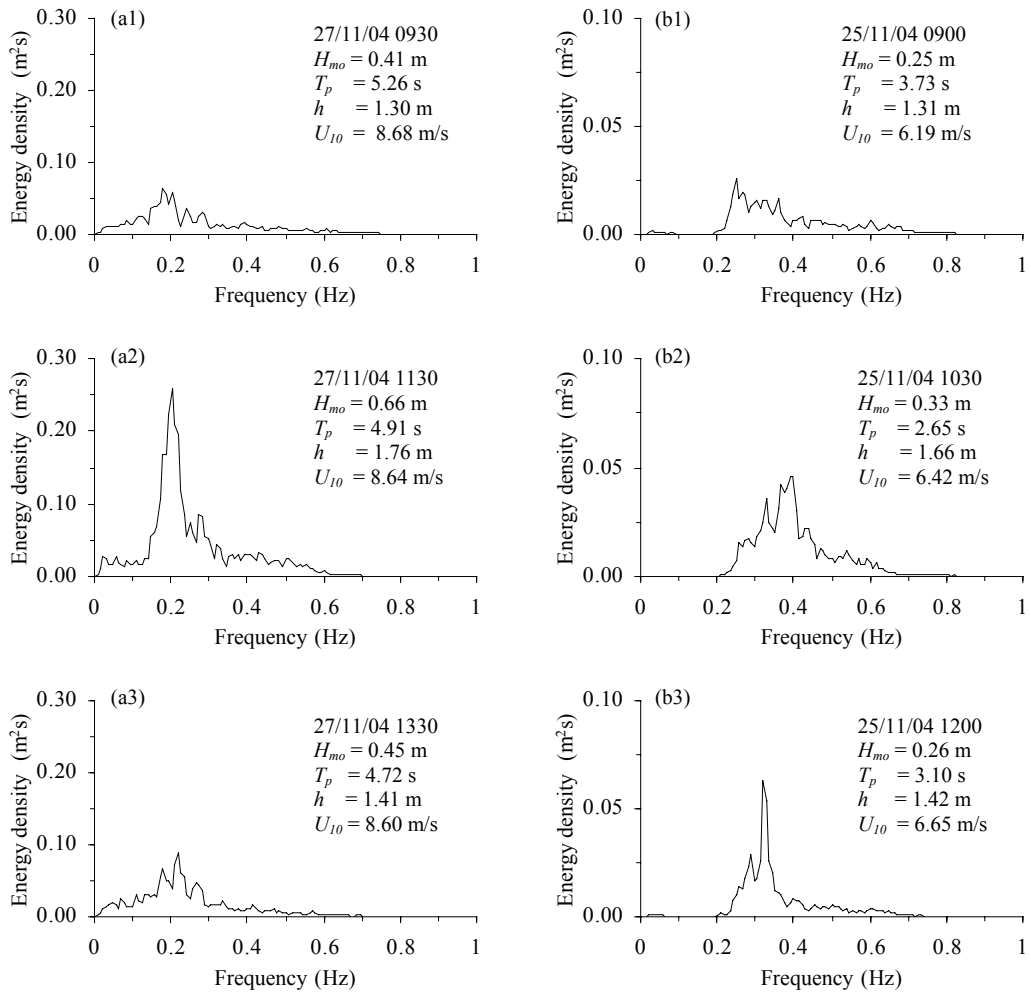 (a1)
27/11/04 0930
Hmo = 0.41 m
Tp = 5.26 s
h = 1.30 m
U10 = 8.68 m/s
Energy density (m²s)
0.30
0.20
0.10
0.00
0 0.2 0.4 0.6 0.8 1
Frequency (Hz)
(b1)
25/11/04 0900
Hmo = 0.25 m
Tp = 3.73 s
h = 1.31 m
U10 = 6.19 m/s
Energy density (m²s)
0.10
0.05
0.00
0 0.2 0.4 0.6 0.8 1
Frequency (Hz)
(a2)
27/11/04 1130
Hmo = 0.66 m
Tp = 4.91 s
h = 1.76 m
U10 = 8.64 m/s
Energy density (m²s)
0.30
0.20
0.10
0.00
0 0.2 0.4 0.6 0.8 1
Frequency (Hz)
(b2)
25/11/04 1030
Hmo = 0.33 m
Tp = 2.65 s
h = 1.66 m
U10 = 6.42 m/s
Energy density (m²s)
0.10
0.05
0.00
0 0.2 0.4 0.6 0.8 1
Frequency (Hz)
(a3)
27/11/04 1330
Hmo = 0.45 m
Tp = 4.72 s
h = 1.41 m
U10 = 8.60 m/s
Energy density (m²s)
0.30
0.20
0.10
0.00
0 0.2 0.4 0.6 0.8 1
Frequency (Hz)
(b3)
25/11/04 1200
Hmo = 0.26 m
Tp = 3.10 s
h = 1.42 m
U10 = 6.65 m/s
Energy density (m²s)
0.10
0.05
0.00
0 0.2 0.4 0.6 0.8 1
Frequency (Hz)